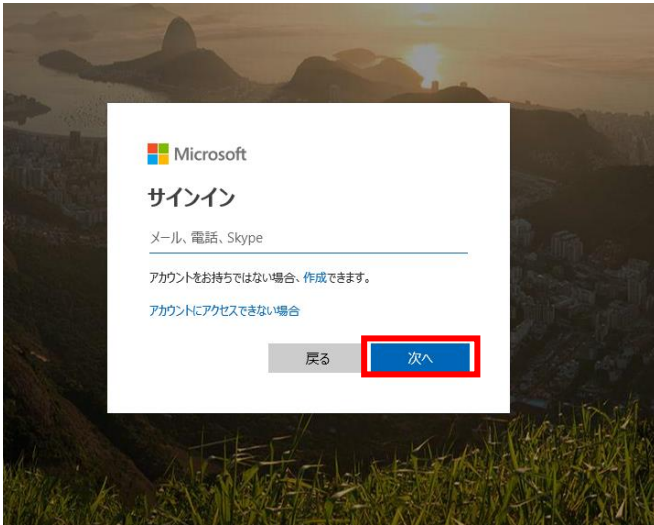 Microsoft
サインイン
メール、電話、Skype
アカウントをお持ちではない場合、作成できます。
アカウントにアクセスできない場合
戻る 次へ